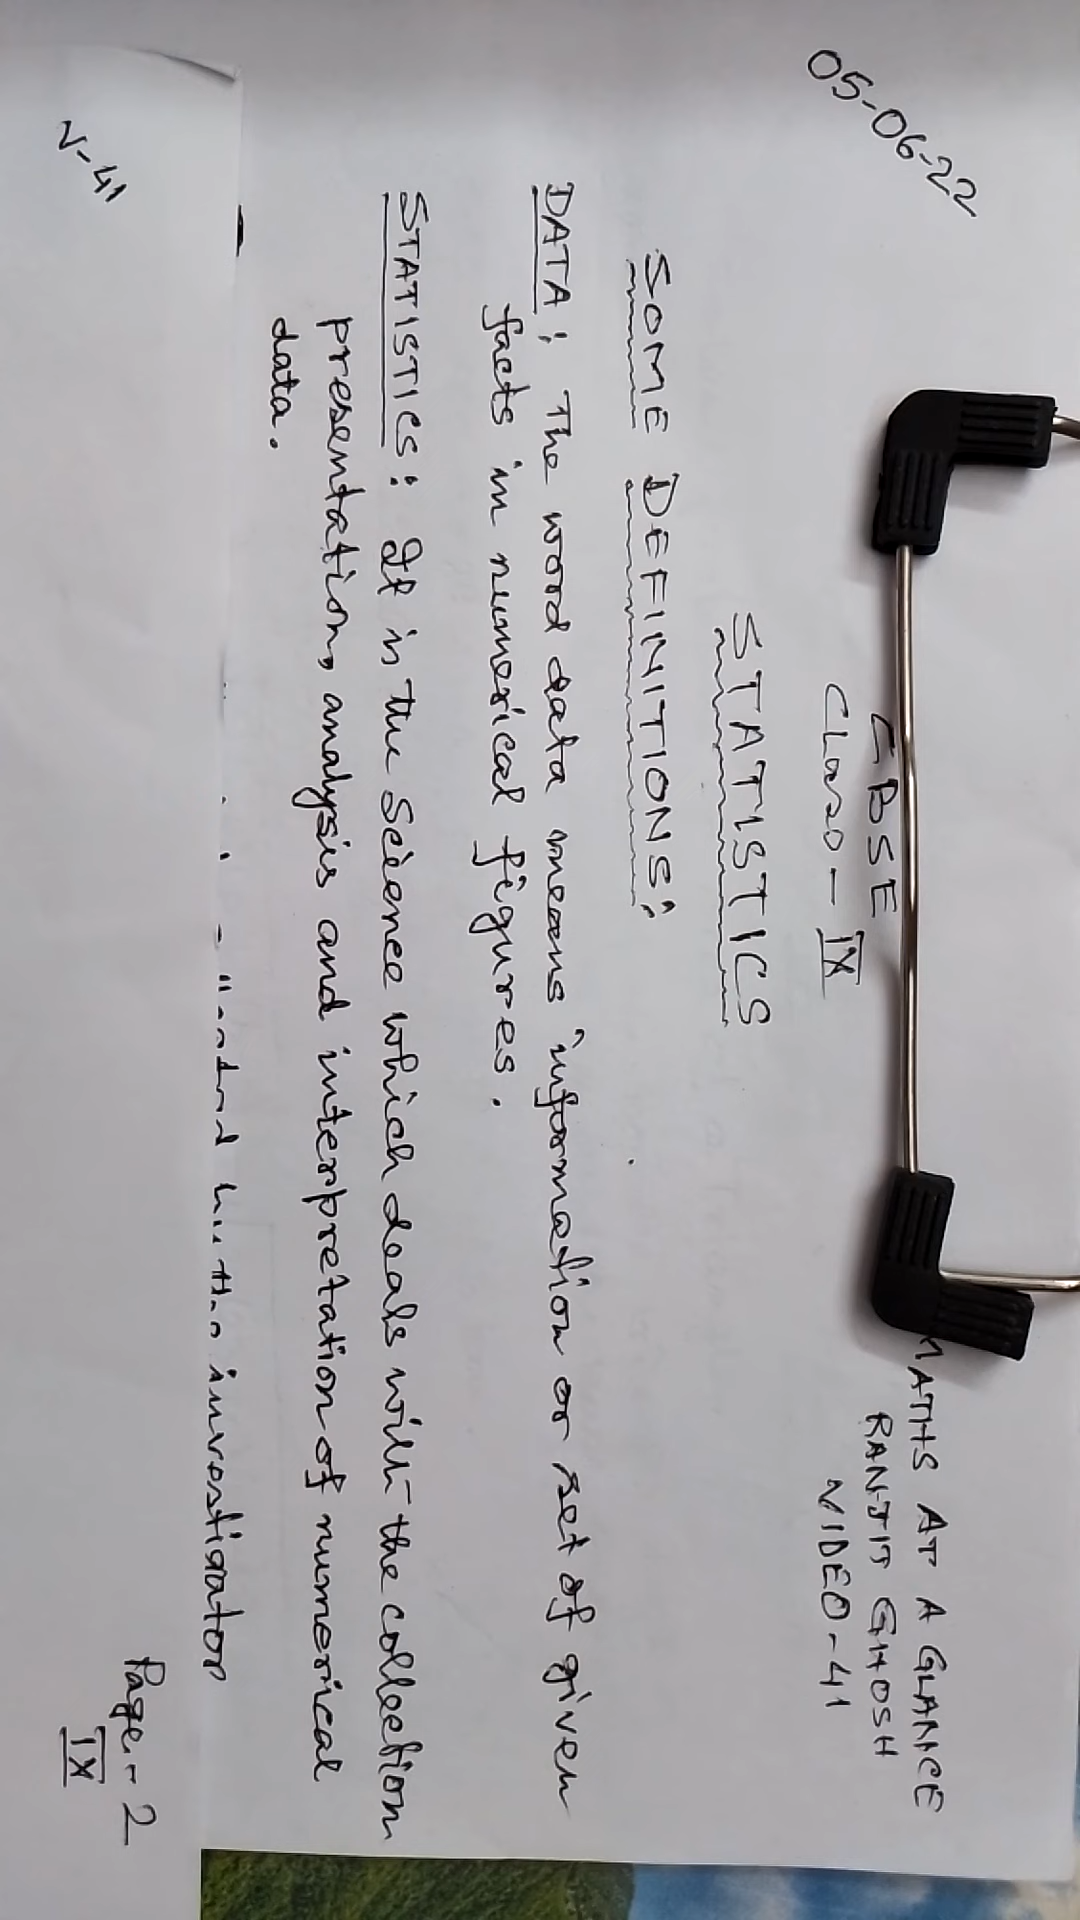 05-06-22
CBSE
Class - IX
MATHS AT A GLANCE
RANJIT GHOSH
VIDEO-41
STATISTICS
SOME DEFINITIONS:
DATA: The word data means information or set of given
facts in numerical figures.
STATISTICS: It is the Science which deals with the collection
presentation, analysis and interpretation of numerical
data.
the investigator
V-41
Page - 2
IX